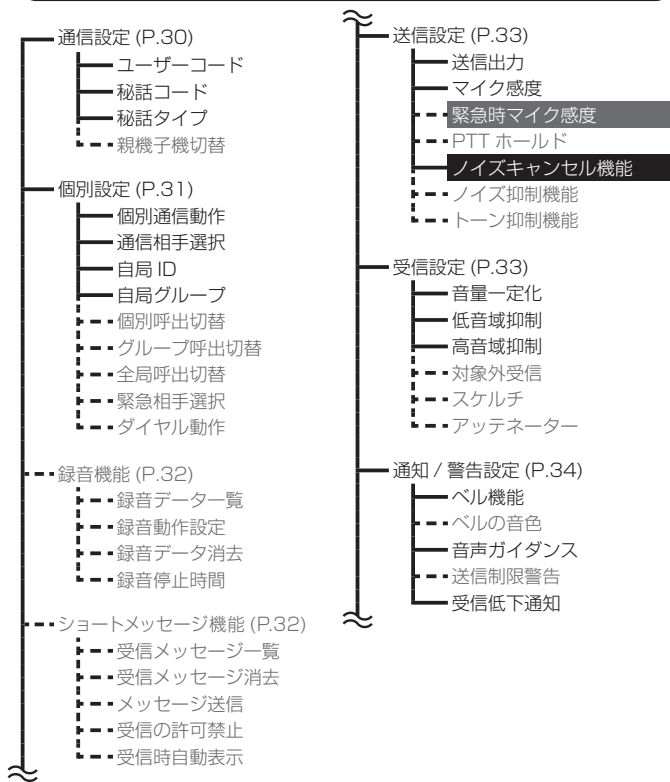 通信設定 (P.30)
ユーザーコード
秘話コード
秘話タイプ
親機子機切替
個別設定 (P.31)
個別通信動作
通信相手選択
自局 ID
自局グループ
個別呼出切替
グループ呼出切替
全局呼出切替
緊急相手選択
ダイヤル動作
録音機能 (P.32)
録音データ一覧
録音動作設定
録音データ消去
録音停止時間
ショートメッセージ機能 (P.32)
受信メッセージ一覧
受信メッセージ消去
メッセージ送信
受信の許可禁止
受信時自動表示
送信設定 (P.33)
送信出力
マイク感度
緊急時マイク感度
PTT ホールド
ノイズキャンセル機能
ノイズ抑制機能
トーン抑制機能
受信設定 (P.33)
音量一定化
低音域抑制
高音域抑制
対象外受信
スケルチ
アッテネーター
通知 / 警告設定 (P.34)
ベル機能
ベルの音色
音声ガイダンス
送信制限警告
受信低下通知